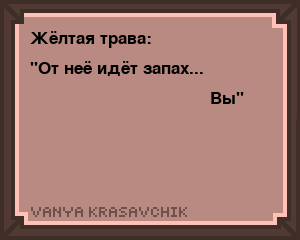 Жёлтая трава:
"От неё идёт запах...
Вы"
VANYA KRASAVCHIK